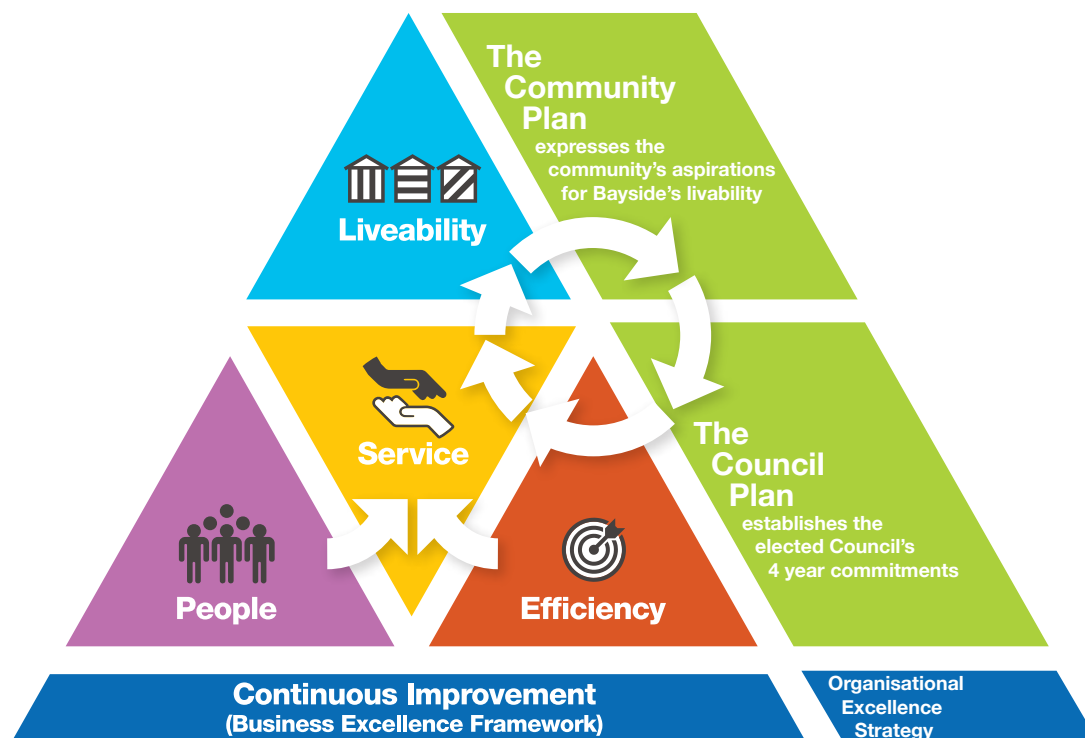 The
Community
Plan
expresses the
community's aspirations
for Bayside's livability
Liveability
Service
The
Council
Plan
establishes the
elected Council's
4 year commitments
People
Efficiency
Continuous Improvement
(Business Excellence Framework)
Organisational
Excellence
Strategy